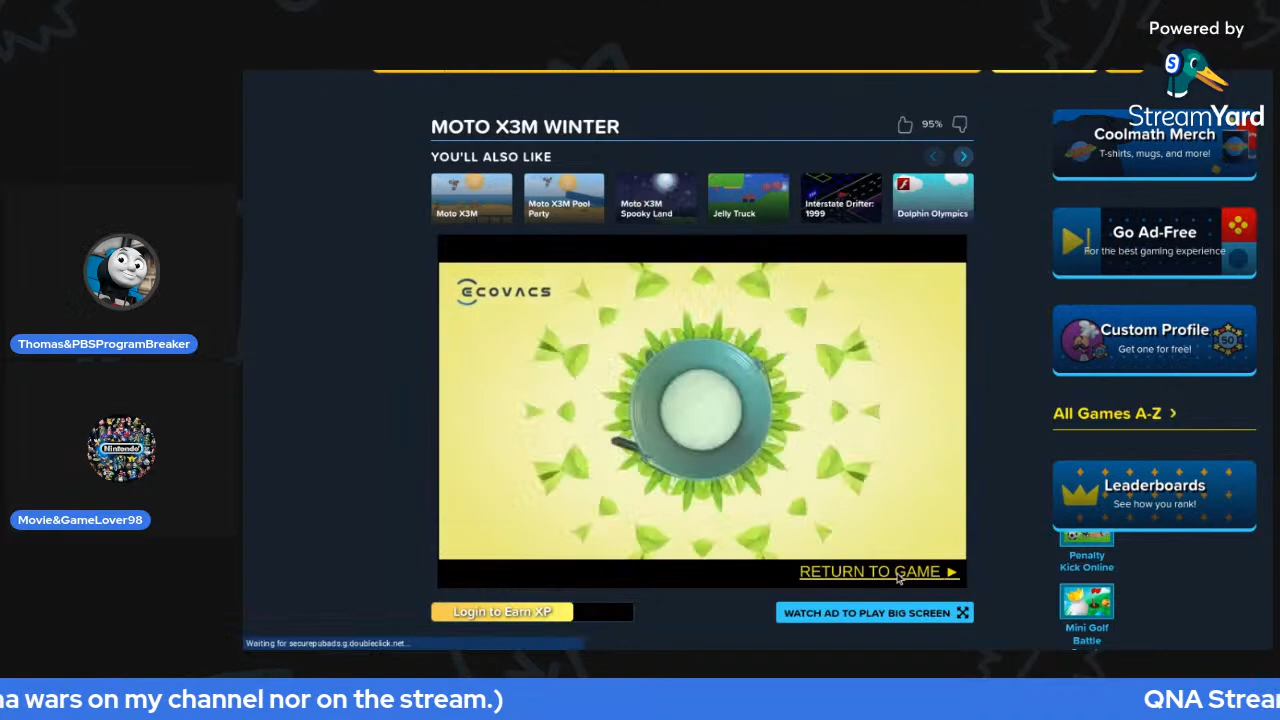 Powered by
StreamYard
MOTO X3M WINTER
95%
YOU'LL ALSO LIKE
Moto X3M
Moto X3M Pool
Party
Moto X3M
Spooky Land
Jelly Truck
Interstate Drifter:
1999
Dolphin Olympics
ECOVACS
RETURN TO GAME ►
Login to Earn XP
WATCH AD TO PLAY BIG SCREEN
Waiting for securepubads.g.doubleclick.net...
Coolmath Merch
T-shirts, mugs, and more!
Go Ad-Free
For the best gaming experience
Custom Profile
Get one for free!
50
All Games A-Z >
Leaderboards
See how you rank!
Penalty
Kick Online
Mini Golf
Battle
Thomas&PBSProgramBreaker
Nintendo
Movie&GameLover98
na wars on my channel nor on the stream.)
QNA Strea